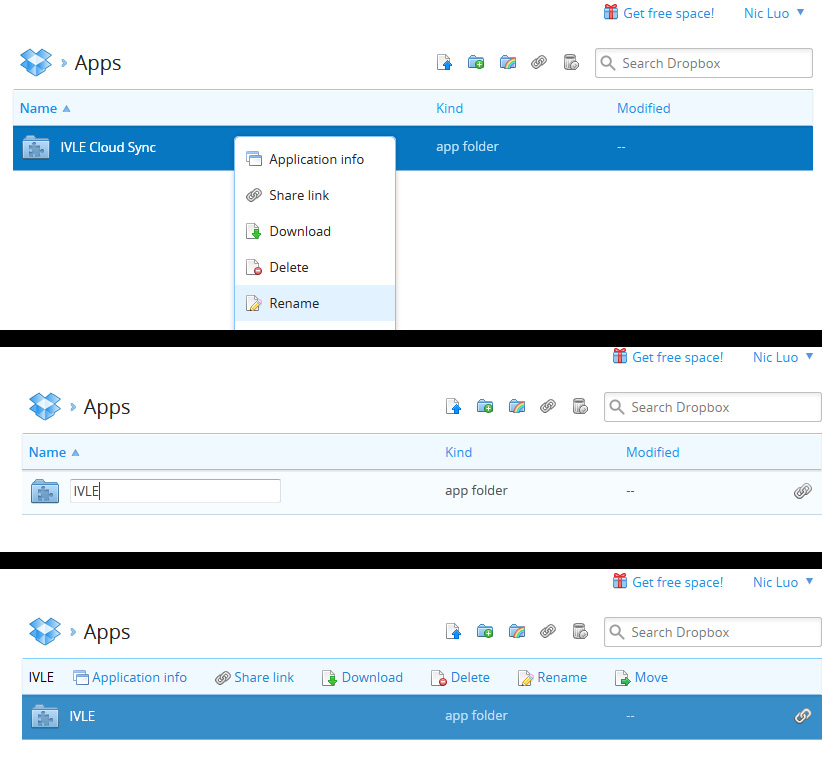 Get free space! Nic Luo
Apps Search Dropbox
Name Kind Modified
IVLE Cloud Sync app folder --
Application info
Share link
Download
Delete
Rename
Get free space! Nic Luo
Apps Search Dropbox
Name Kind Modified
IVLE app folder --
Get free space! Nic Luo
Apps Search Dropbox
IVLE Application info Share link Download Delete Rename Move
IVLE app folder --